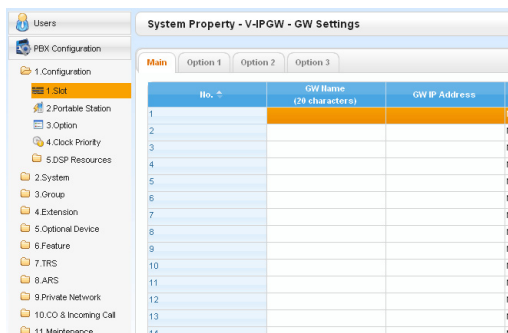 Users
System Property - V-IPGW - GW Settings
PBX Configuration
Main Option 1 Option 2 Option 3
1.Configuration
1.Slot
No. GW Name (20 characters) GW IP Address
2.Portable Station
3.Option
4.Clock Priority
5.DSP Resources
2.System
3.Group
4.Extension
5.Optional Device
6.Feature
7.TRS
8.ARS
9.Private Network
10.CO & Incoming Call
11.Maintenance
1
2
3
4
5
6
7
8
9
10
11
12
13
14